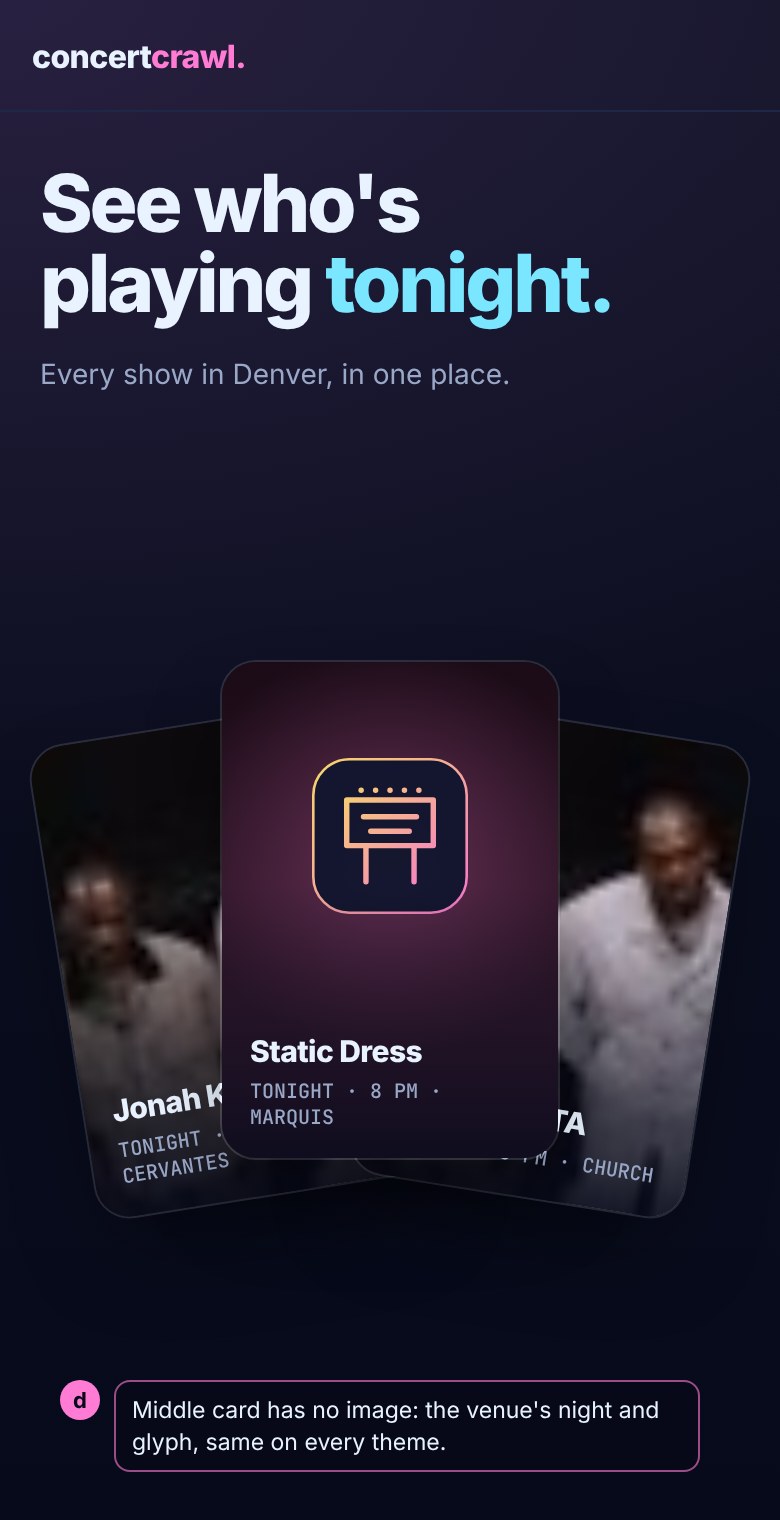 concertcrawl.
See who's
playing tonight.
Every show in Denver, in one place.
Static Dress
TONIGHT · 8 PM ·
MARQUIS
Jonah
TONIGHT ·
CERVANTES
PM · CHURCH
d
Middle card has no image: the venue's night and
glyph, same on every theme.